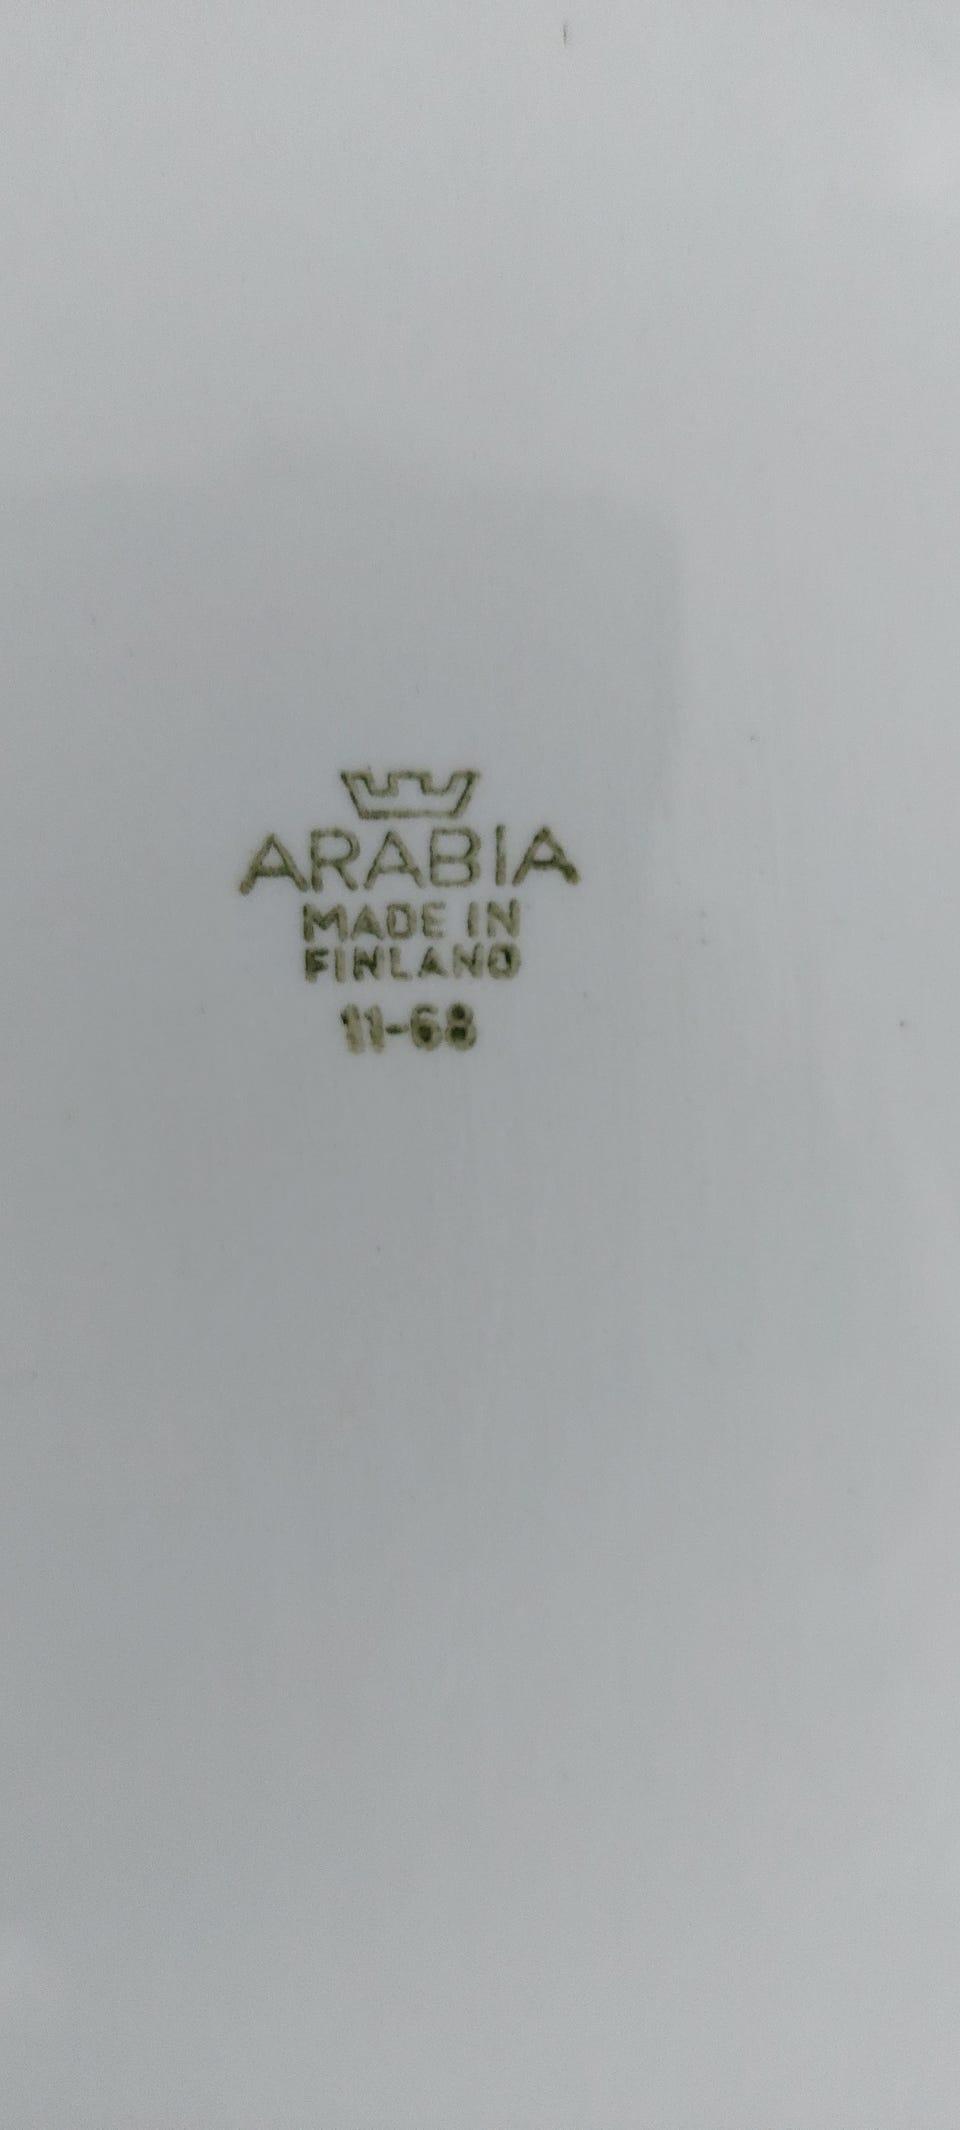 ARABIA
MADE IN
FINLAND
11-68